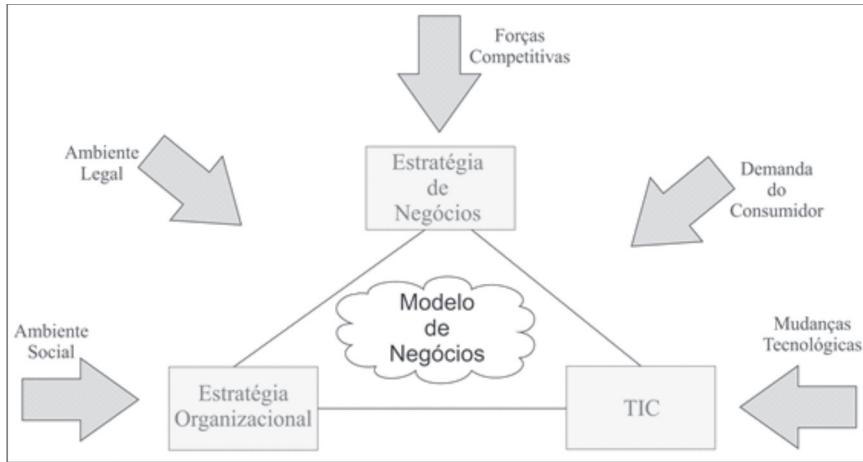 Forças
Competitivas
Ambiente
Legal
Estratégia
de
Negócios
Demanda
do
Consumidor
Modelo
de
Negócios
Ambiente
Social
Mudanças
Tecnológicas
Estratégia
Organizacional
TIC